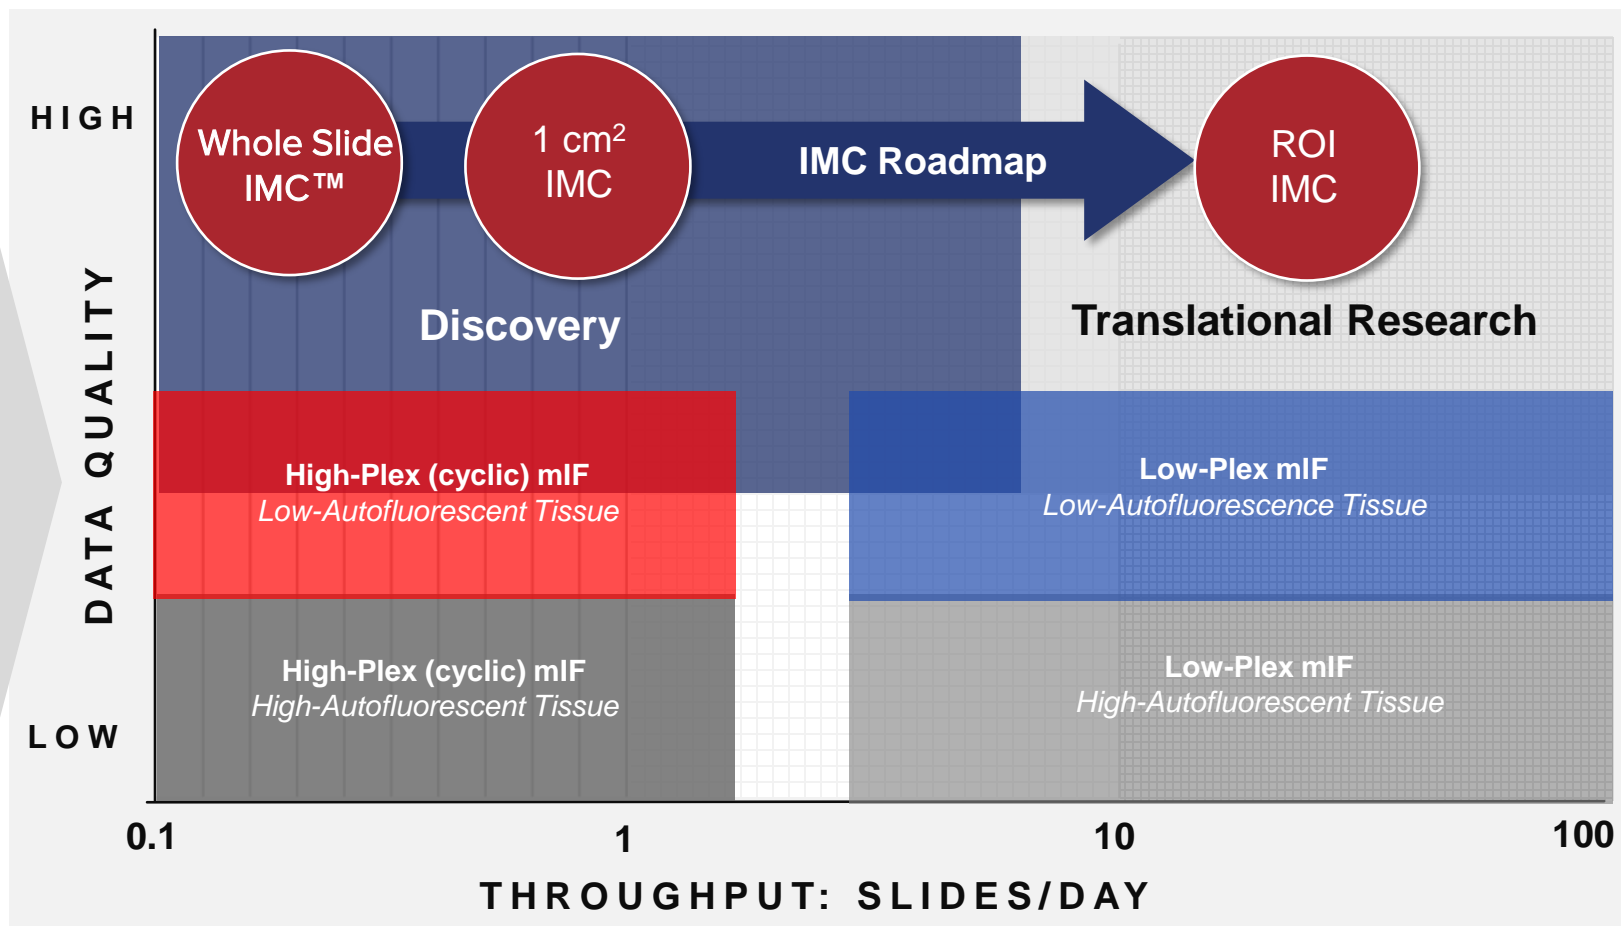 HIGH
Whole Slide
IMC™
1 cm²
IMC
IMC Roadmap
ROI
IMC
Discovery
Translational Research
DATA QUALITY
High-Plex (cyclic) mIF
Low-Autofluorescent Tissue
Low-Plex mIF
Low-Autofluorescence Tissue
High-Plex (cyclic) mIF
High-Autofluorescent Tissue
Low-Plex mIF
High-Autofluorescent Tissue
LOW
0.1
1
10
100
THROUGHPUT: SLIDES/DAY